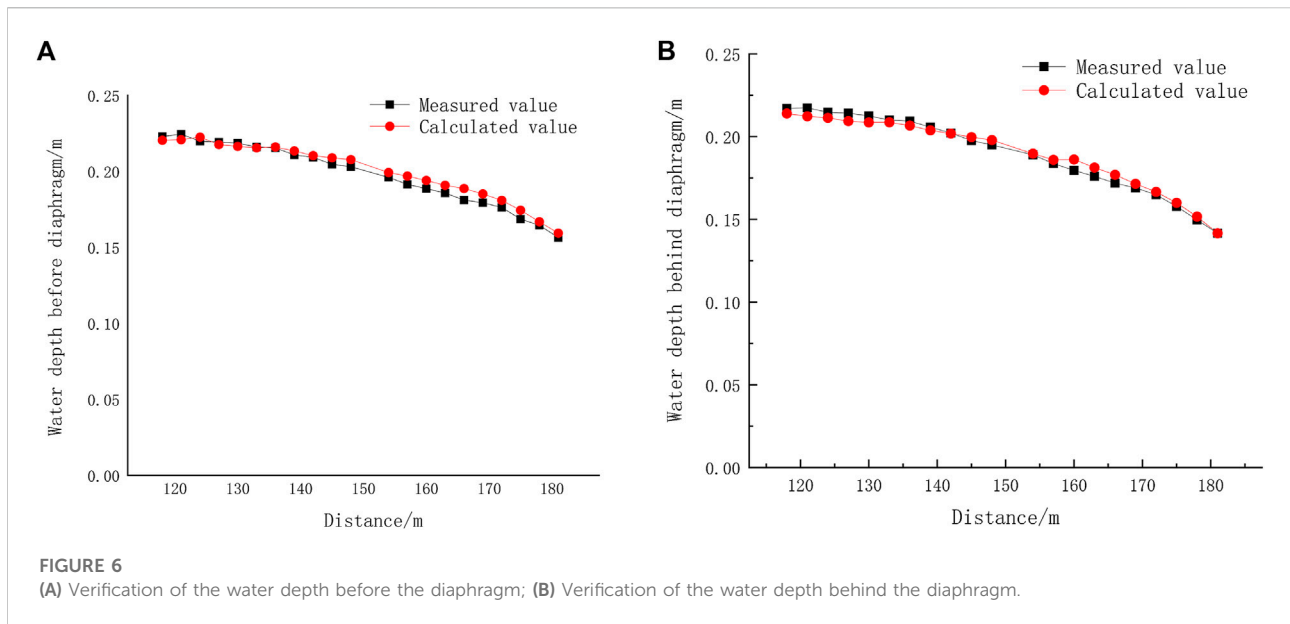 A
0.25
0.20
0.15
0.10
0.05
0.00
Water depth before diaphragm/m
Measured value
Calculated value
120 130 140 150 160 170 180
Distance/m
B
0.25
0.20
0.15
0.10
0.05
0.00
Water depth behind diaphragm/m
Measured value
Calculated value
120 130 140 150 160 170 180
Distance/m
FIGURE 6
(A) Verification of the water depth before the diaphragm; (B) Verification of the water depth behind the diaphragm.